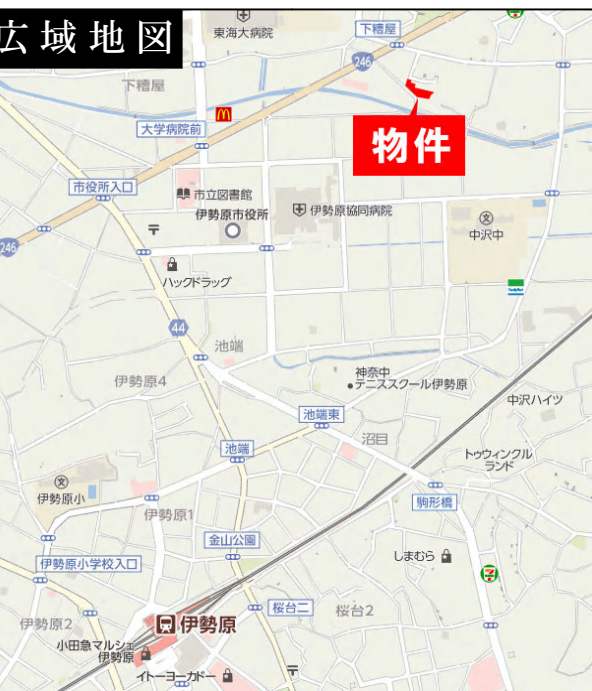 広域地図
東海大病院
下糟屋
246
下糟屋
物件
大学病院前
市役所入口
市立図書館
伊勢原市役所
伊勢原協同病院
中沢中
246
ハックドラッグ
FamilyMart
44
池端
神奈中
テニススクール伊勢原
伊勢原4
中沢ハイツ
池端東
沼目
池端
トゥウィンクル
ランド
伊勢原小
駒形橋
伊勢原1
金山公園
しまむら
伊勢原小学校入口
桜台二
桜台2
伊勢原2
伊勢原
小田急マルシェ
伊勢原
イトーヨーカドー